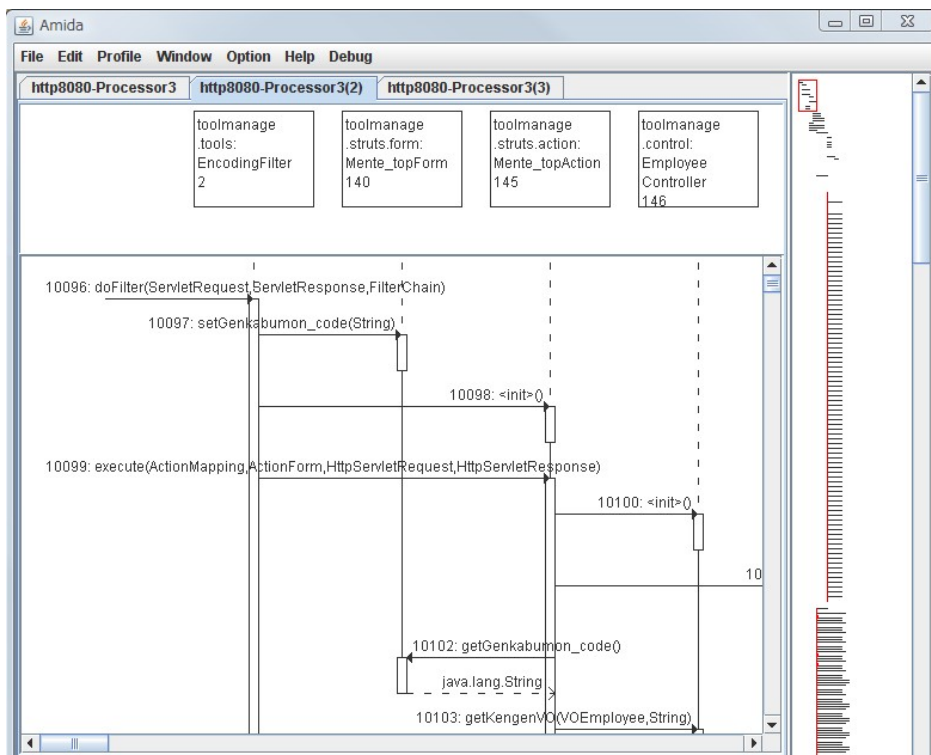 Amida
File Edit Profile Window Option Help Debug
http8080-Processor3 http8080-Processor3(2) http8080-Processor3(3)
toolmanage
.tools:
EncodingFilter
2
toolmanage
.struts.form:
Mente_topForm
140
toolmanage
.struts.action:
Mente_topAction
145
toolmanage
.control:
Employee
Controller
146
10096: doFilter(ServletRequest,ServletResponse,FilterChain)
10097: setGenkabumon_code(String)
10098: <init>()
10099: execute(ActionMapping,ActionForm,HttpServletRequest,HttpServletResponse)
10100: <init>()
10
10102: getGenkabumon_code()
java.lang.String
10103: getKengenVO(VOEmployee,String)